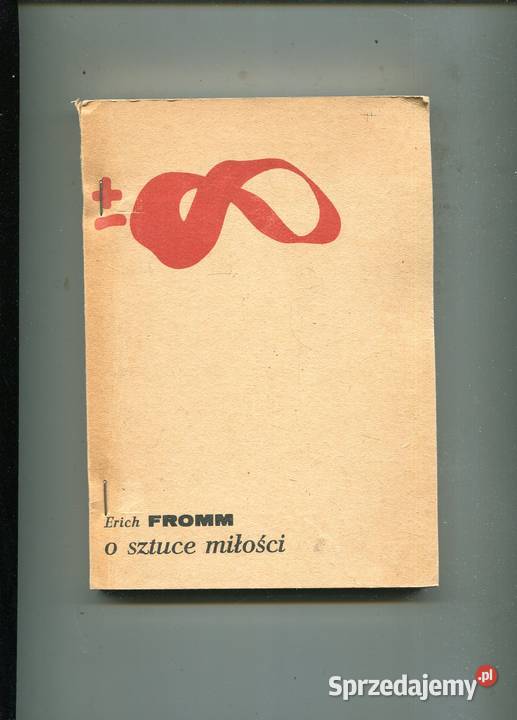 ±∞
Erich FROMM
o sztuce miłości
Sprzedajemy.pl